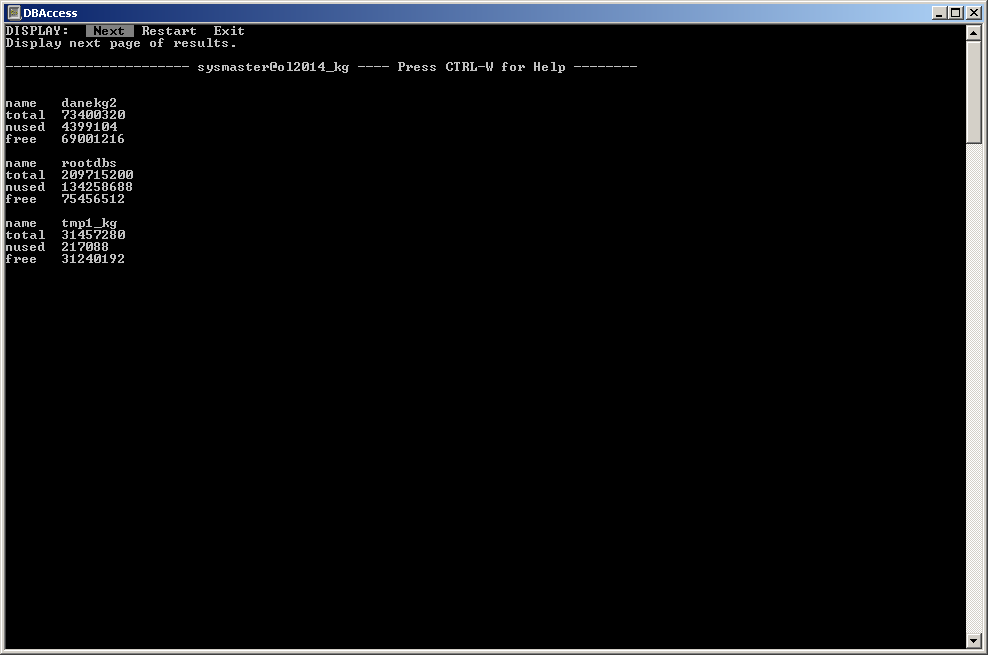 DBAccess
DISPLAY: Next Restart Exit
Display next page of results.
----------------------- sysmaster@ol2014_kg ---- Press CTRL-W for Help --------
name danekg2
total 73400320
nused 4399104
free 69001216
name rootdbs
total 209715200
nused 134258688
free 75456512
name tmp1_kg
total 31457280
nused 217088
free 31240192